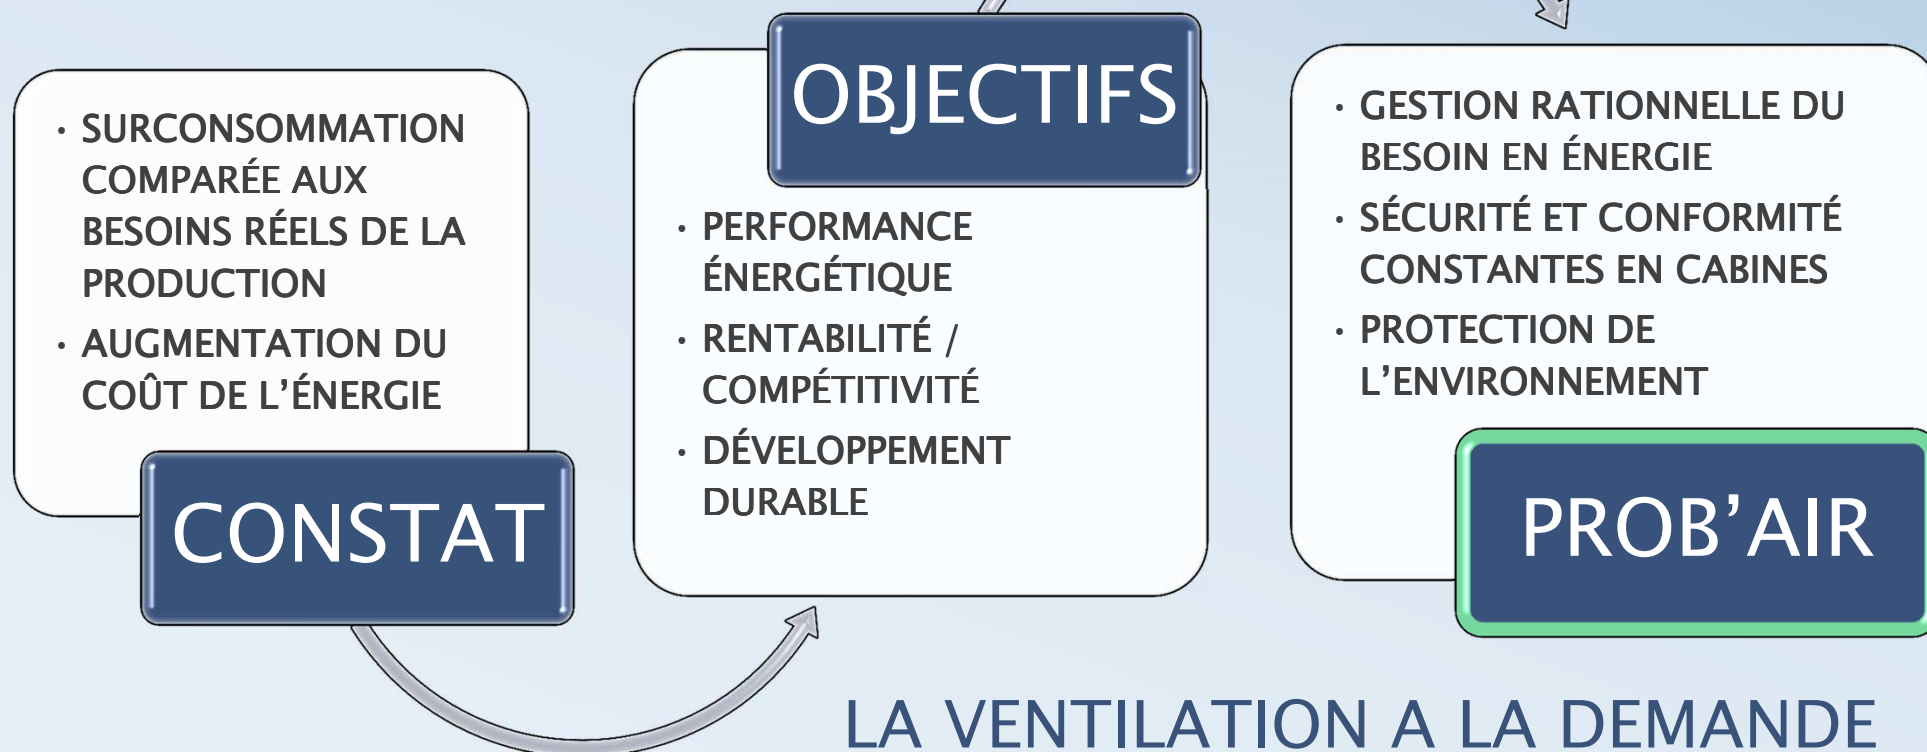 · SURCONSOMMATION
COMPARÉE AUX
BESOINS RÉELS DE LA
PRODUCTION
· AUGMENTATION DU
COÛT DE L’ÉNERGIE
CONSTAT
OBJECTIFS
· PERFORMANCE
ÉNERGÉTIQUE
· RENTABILITÉ /
COMPÉTITIVITÉ
· DÉVELOPPEMENT
DURABLE
· GESTION RATIONNELLE DU
BESOIN EN ÉNERGIE
· SÉCURITÉ ET CONFORMITÉ
CONSTANTES EN CABINES
· PROTECTION DE
L’ENVIRONNEMENT
PROB’AIR
LA VENTILATION A LA DEMANDE